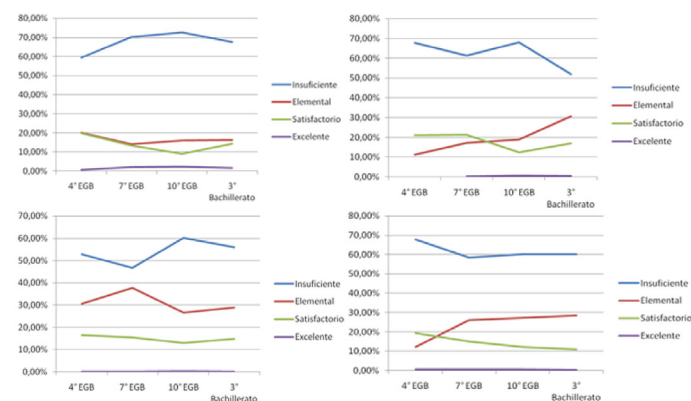 80,00%
70,00%
60,00%
50,00%
40,00%
30,00%
20,00%
10,00%
0,00%
4° EGB 7° EGB 10° EGB 3°
Bachillerato
Insuficiente
Elemental
Satisfactorio
Excelente
80,00%
70,00%
60,00%
50,00%
40,00%
30,00%
20,00%
10,00%
0,00%
4° EGB 7° EGB 10° EGB 3°
Bachillerato
Insuficiente
Elemental
Satisfactorio
Excelente
70,00%
60,00%
50,00%
40,00%
30,00%
20,00%
10,00%
0,00%
4° EGB 7° EGB 10° EGB 3°
Bachillerato
Insuficiente
Elemental
Satisfactorio
Excelente
80,00%
70,00%
60,00%
50,00%
40,00%
30,00%
20,00%
10,00%
0,00%
4° EGB 7° EGB 10° EGB 3°
Bachillerato
Insuficiente
Elemental
Satisfactorio
Excelente